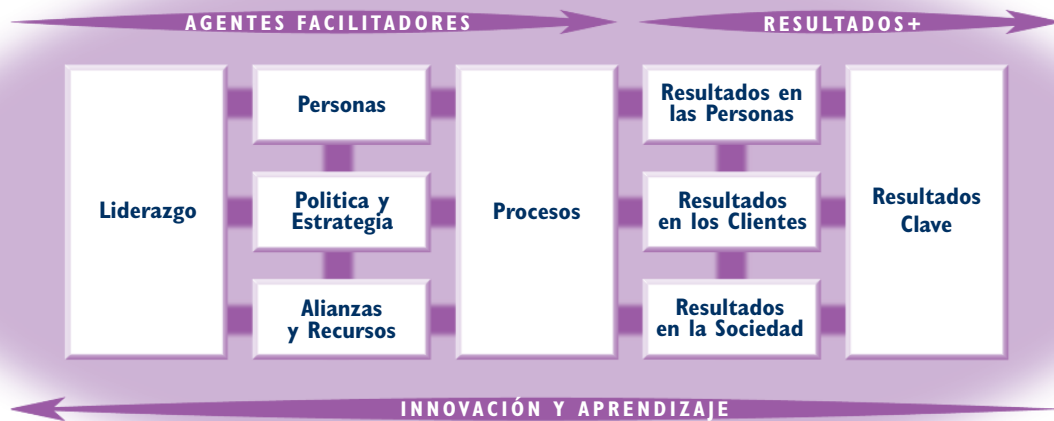 AGENTES FACILITADORES
RESULTADOS+
Liderazgo
Personas
Politica y
Estrategia
Alianzas
y Recursos
Procesos
Resultados en
las Personas
Resultados
en los Clientes
Resultados
en la Sociedad
Resultados
Clave
INNOVACIÓN Y APRENDIZAJE